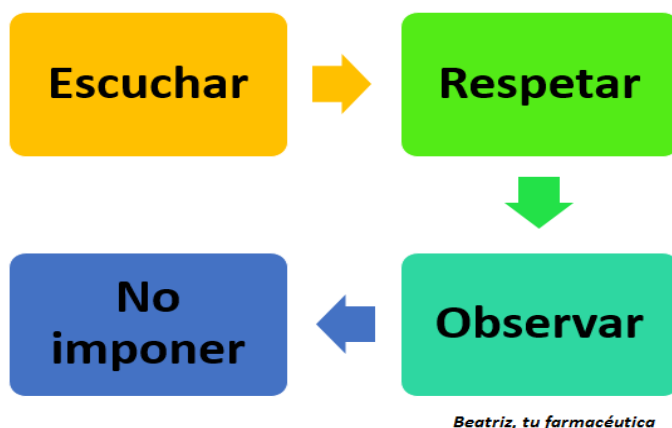 Escuchar
Respetar
Observar
No
imponer
Beatriz, tu farmacéutica